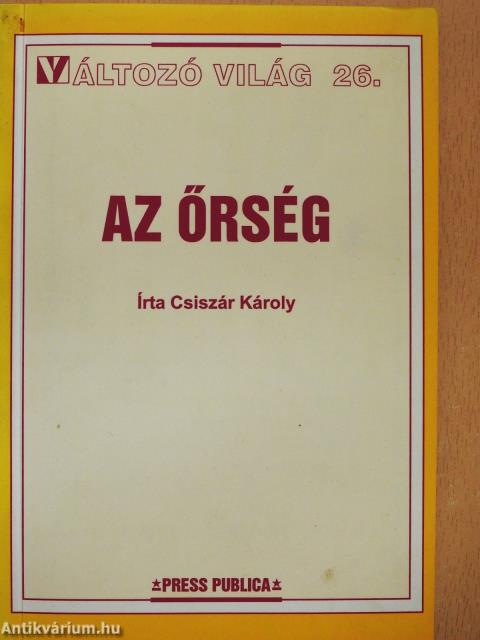 VÁLTOZÓ VILÁG 26.
AZ ŐRSÉG
Írta Csiszár Károly
PRESS PUBLICA
Antikvárium.hu